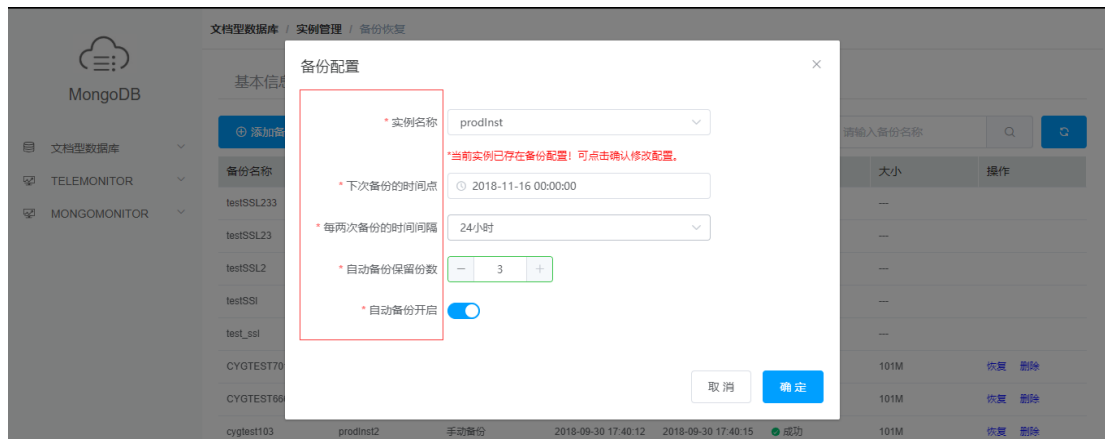 文档型数据库 / 实例管理 / 备份恢复
MongoDB
文档型数据库
TELEMONITOR
MONGOMONITOR
基本信息
添加备
请输入备份名称
备份配置
* 实例名称 prodInst
*当前实例已存在备份配置！可点击确认修改配置。
* 下次备份的时间点 2018-11-16 00:00:00
* 每两次备份的时间间隔 24小时
* 自动备份保留份数 − 3 +
* 自动备份开启
取消 确定
备份名称 大小 操作
testSSL233 —
testSSL23 —
testSSL2 —
testSSl —
test_ssl —
CYGTEST70 101M 恢复 删除
CYGTEST66 101M 恢复 删除
cygtest103 prodInst2 手动备份 2018-09-30 17:40:12 2018-09-30 17:40:15 成功 101M 恢复 删除